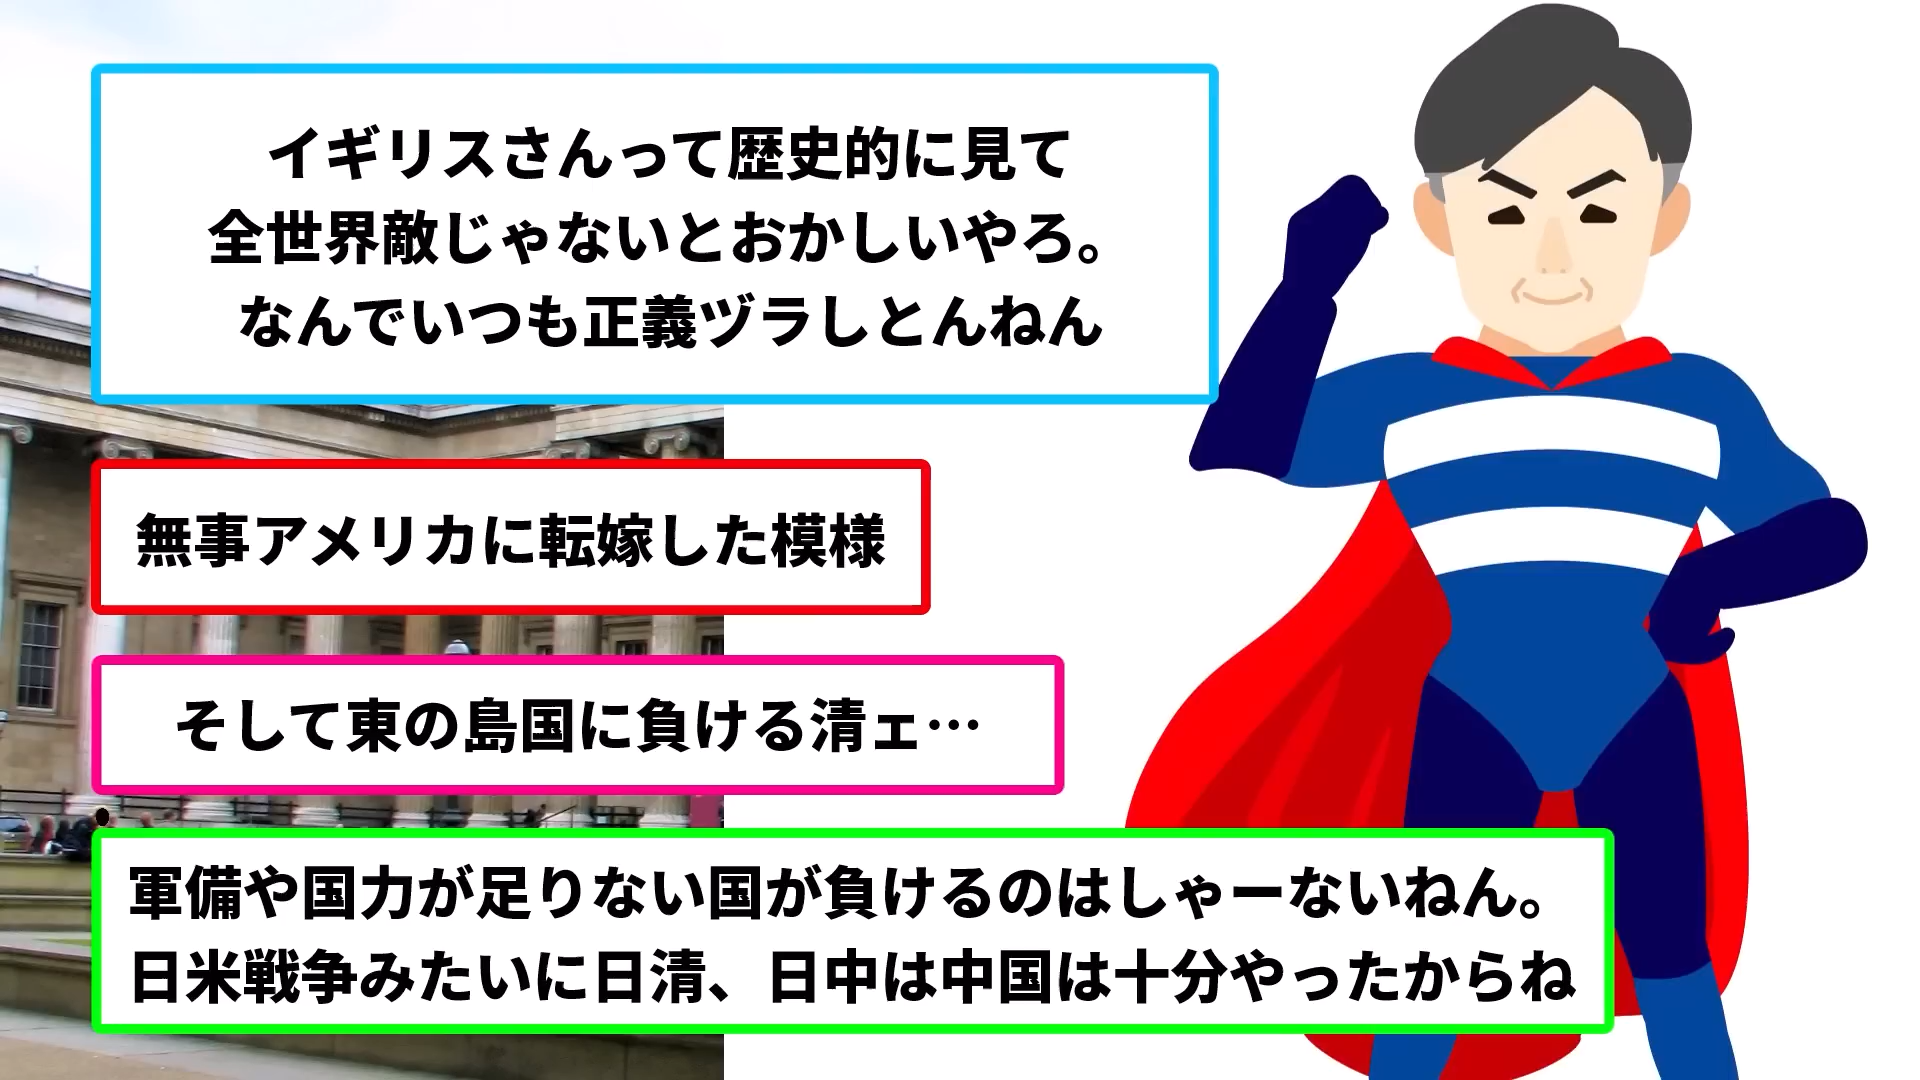 イギリスさんって歴史的に見て
全世界敵じゃないとおかしいやろ。
なんでいつも正義ヅラしとんねん
無事アメリカに転嫁した模様
そして東の島国に負ける清ェ…
軍備や国力が足りない国が負けるのはしゃーないねん。
日米戦争みたいに日清、日中は中国は十分やったからね